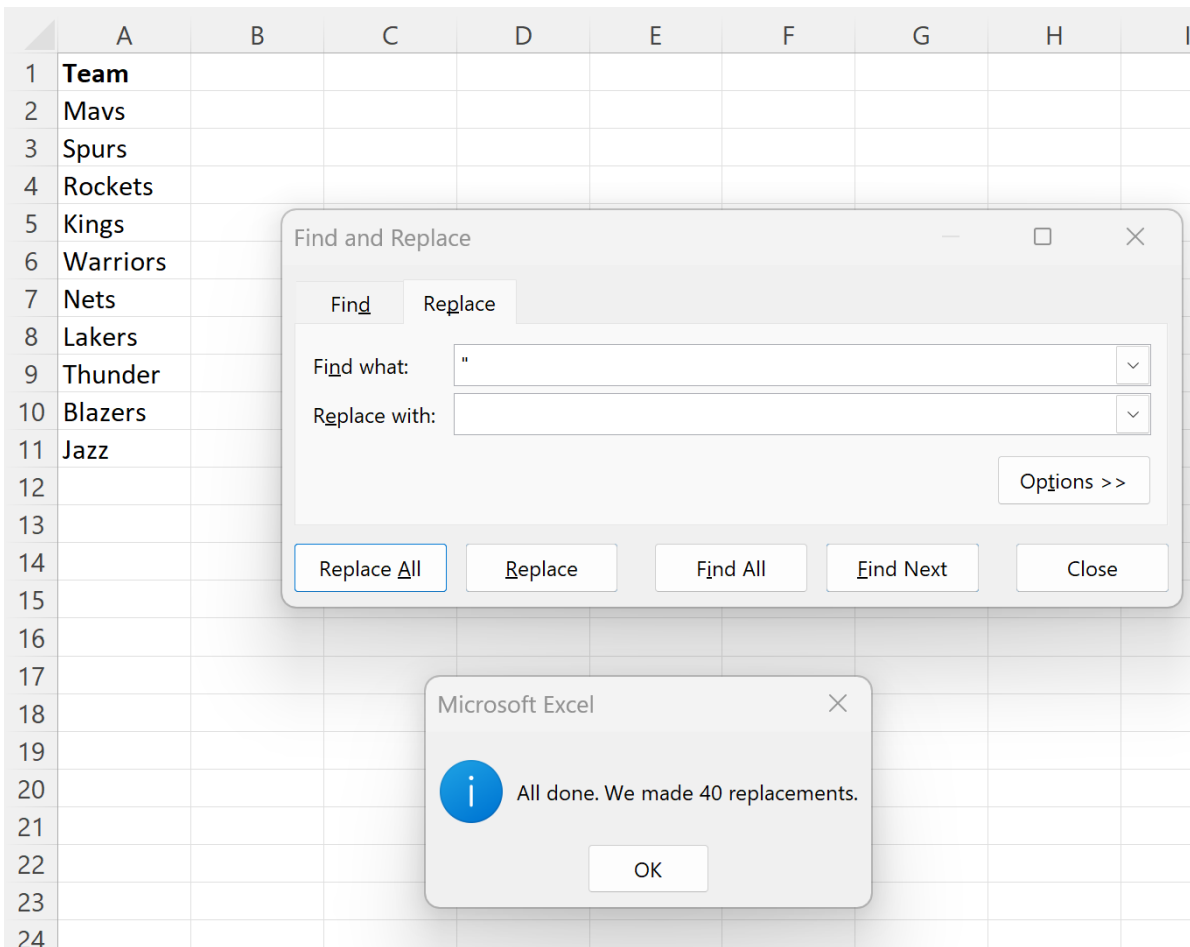 A B C D E F G H I
1 Team
2 Mavs
3 Spurs
4 Rockets
5 Kings
6 Warriors
7 Nets
8 Lakers
9 Thunder
10 Blazers
11 Jazz
12
13
14
15
16
17
18
19
20
21
22
23
24
Find and Replace
Find Replace
Find what: "
Replace with:
Options >>
Replace All Replace Find All Find Next Close
Microsoft Excel
i All done. We made 40 replacements.
OK